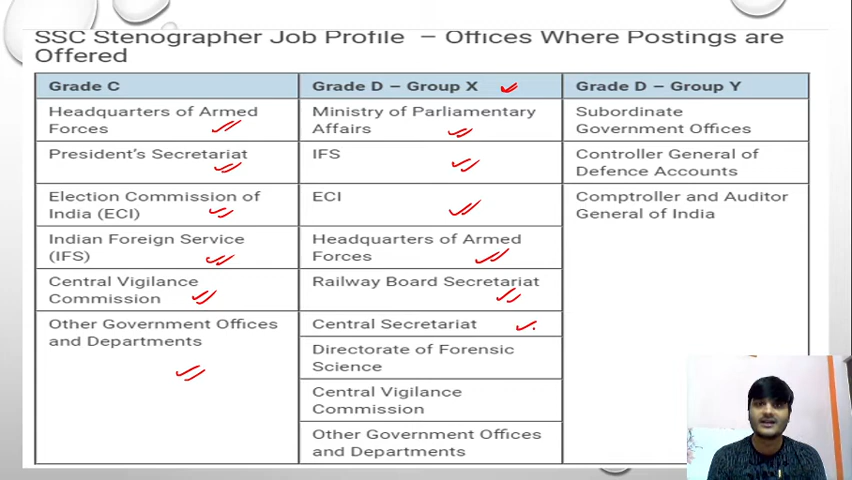 SSC Stenographer Job Profile – Offices Where Postings are
Offered
Grade C
Grade D – Group X
Grade D – Group Y
Headquarters of Armed
Forces
Ministry of Parliamentary
Affairs
Subordinate
Government Offices
President's Secretariat
IFS
Controller General of
Defence Accounts
Election Commission of
India (ECI)
ECI
Comptroller and Auditor
General of India
Indian Foreign Service
(IFS)
Headquarters of Armed
Forces
Central Vigilance
Commission
Railway Board Secretariat
Other Government Offices
and Departments
Central Secretariat
Directorate of Forensic
Science
Central Vigilance
Commission
Other Government Offices
and Departments